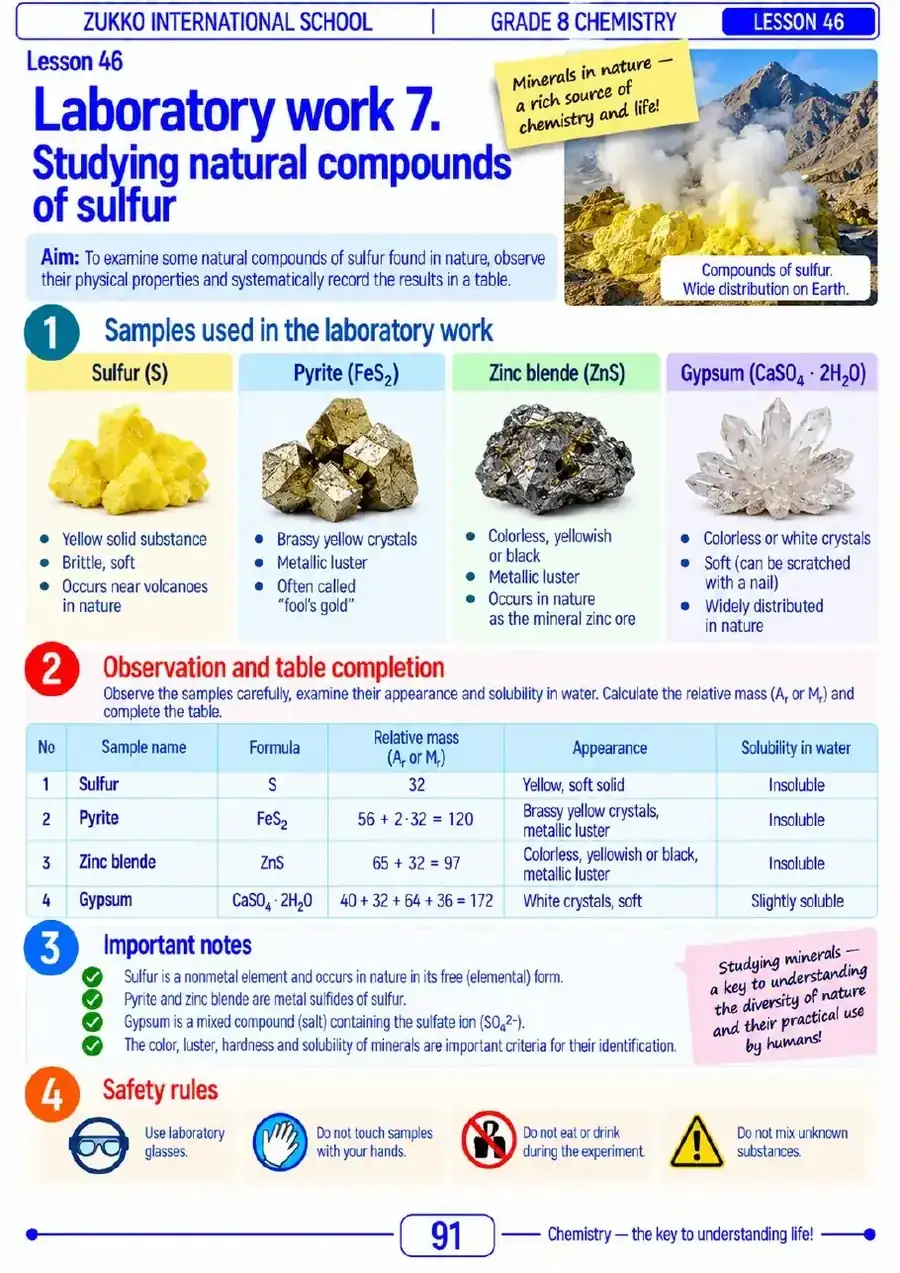 ZUKKO INTERNATIONAL SCHOOL | GRADE 8 CHEMISTRY LESSON 46
Lesson 46
Laboratory work 7.
Studying natural compounds
of sulfur
Minerals in nature –
a rich source of
chemistry and life!
Aim: To examine some natural compounds of sulfur found in nature, observe
their physical properties and systematically record the results in a table.
Compounds of sulfur.
Wide distribution on Earth.
1 Samples used in the laboratory work
Sulfur (S)
• Yellow solid substance
• Brittle, soft
• Occurs near volcanoes
in nature
Pyrite (FeS₂)
• Brassy yellow crystals
• Metallic luster
• Often called
"fool's gold"
Zinc blende (ZnS)
• Colorless, yellowish
or black
• Metallic luster
• Occurs in nature
as the mineral zinc ore
Gypsum (CaSO₄ · 2H₂O)
• Colorless or white crystals
• Soft (can be scratched
with a nail)
• Widely distributed
in nature
2 Observation and table completion
Observe the samples carefully, examine their appearance and solubility in water. Calculate the relative mass (Aᵣ or Mᵣ) and
complete the table.
No Sample name Formula Relative mass (Aᵣ or Mᵣ) Appearance Solubility in water
1 Sulfur S 32 Yellow, soft solid Insoluble
2 Pyrite FeS₂ 56 + 2·32 = 120 Brassy yellow crystals, metallic luster Insoluble
3 Zinc blende ZnS 65 + 32 = 97 Colorless, yellowish or black, metallic luster Insoluble
4 Gypsum CaSO₄ · 2H₂O 40 + 32 + 64 + 36 = 172 White crystals, soft Slightly soluble
3 Important notes
Sulfur is a nonmetal element and occurs in nature in its free (elemental) form.
Pyrite and zinc blende are metal sulfides of sulfur.
Gypsum is a mixed compound (salt) containing the sulfate ion (SO₄²⁻).
The color, luster, hardness and solubility of minerals are important criteria for their identification.
Studying minerals –
a key to understanding
the diversity of nature
and their practical use
by humans!
4 Safety rules
Use laboratory
glasses.
Do not touch samples
with your hands.
Do not eat or drink
during the experiment.
Do not mix unknown
substances.
91
Chemistry — the key to understanding life!